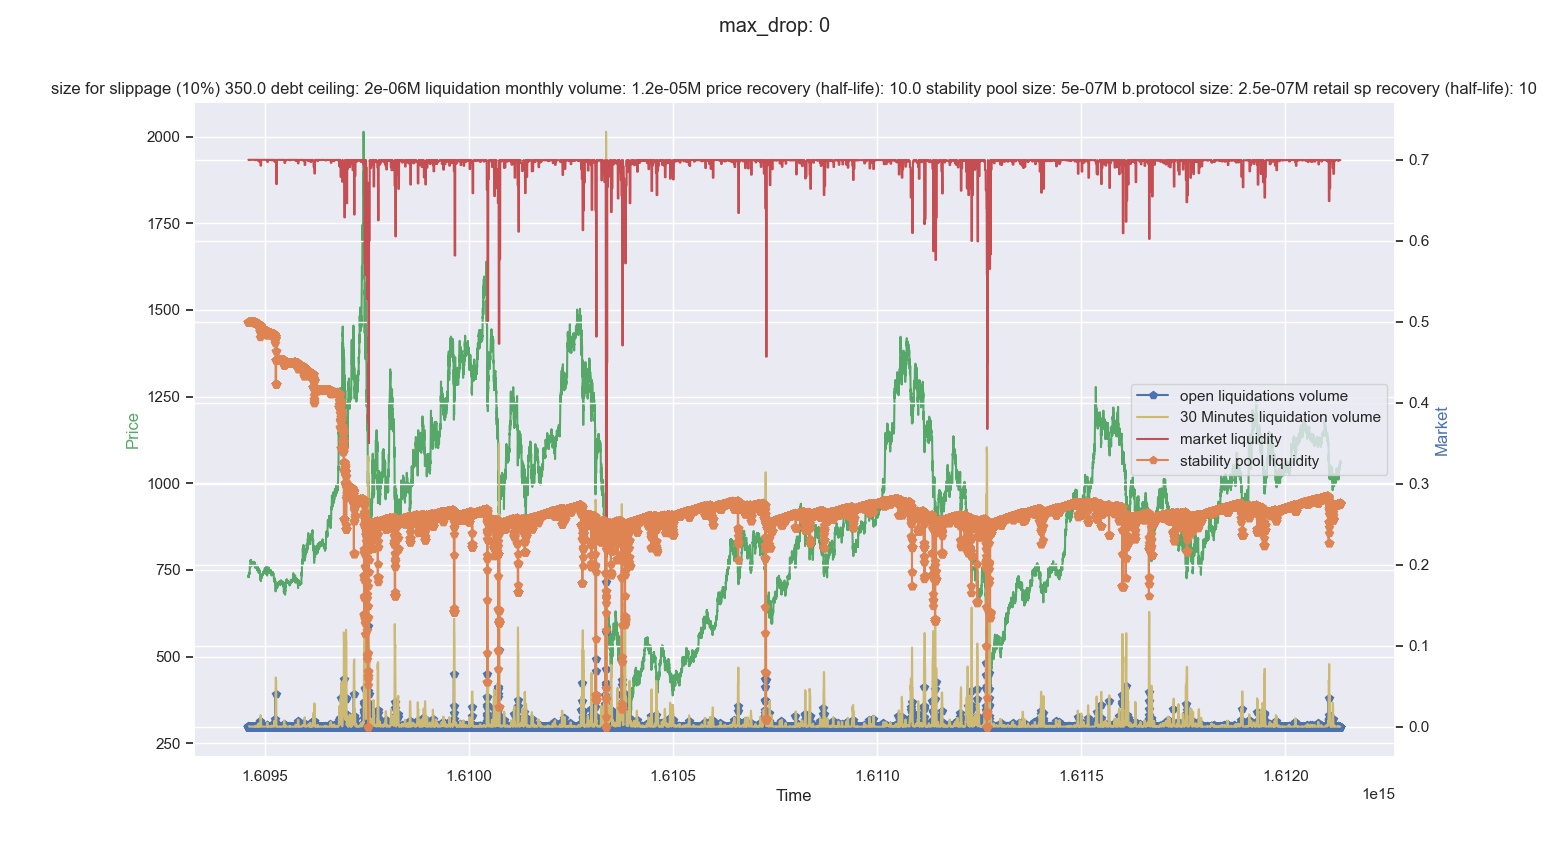 max_drop: 0
size for slippage (10%) 350.0 debt ceiling: 2e-06M liquidation monthly volume: 1.2e-05M price recovery (half-life): 10.0 stability pool size: 5e-07M b.protocol size: 2.5e-07M retail sp recovery (half-life): 10
2000
1750
1500
1250
1000
750
500
250
Price
0.7
0.6
0.5
0.4
0.3
0.2
0.1
0.0
Market
open liquidations volume
30 Minutes liquidation volume
market liquidity
stability pool liquidity
1.6095 1.6100 1.6105 1.6110 1.6115 1.6120
Time
1e15